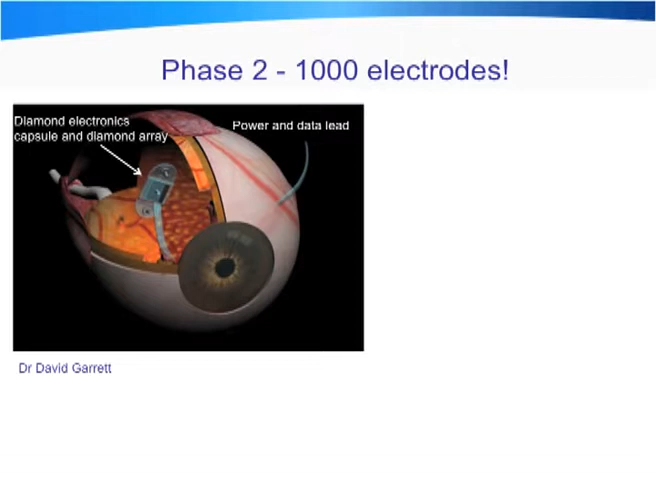 Phase 2 - 1000 electrodes!
Diamond electronics
capsule and diamond array
Power and data lead
Dr David Garrett